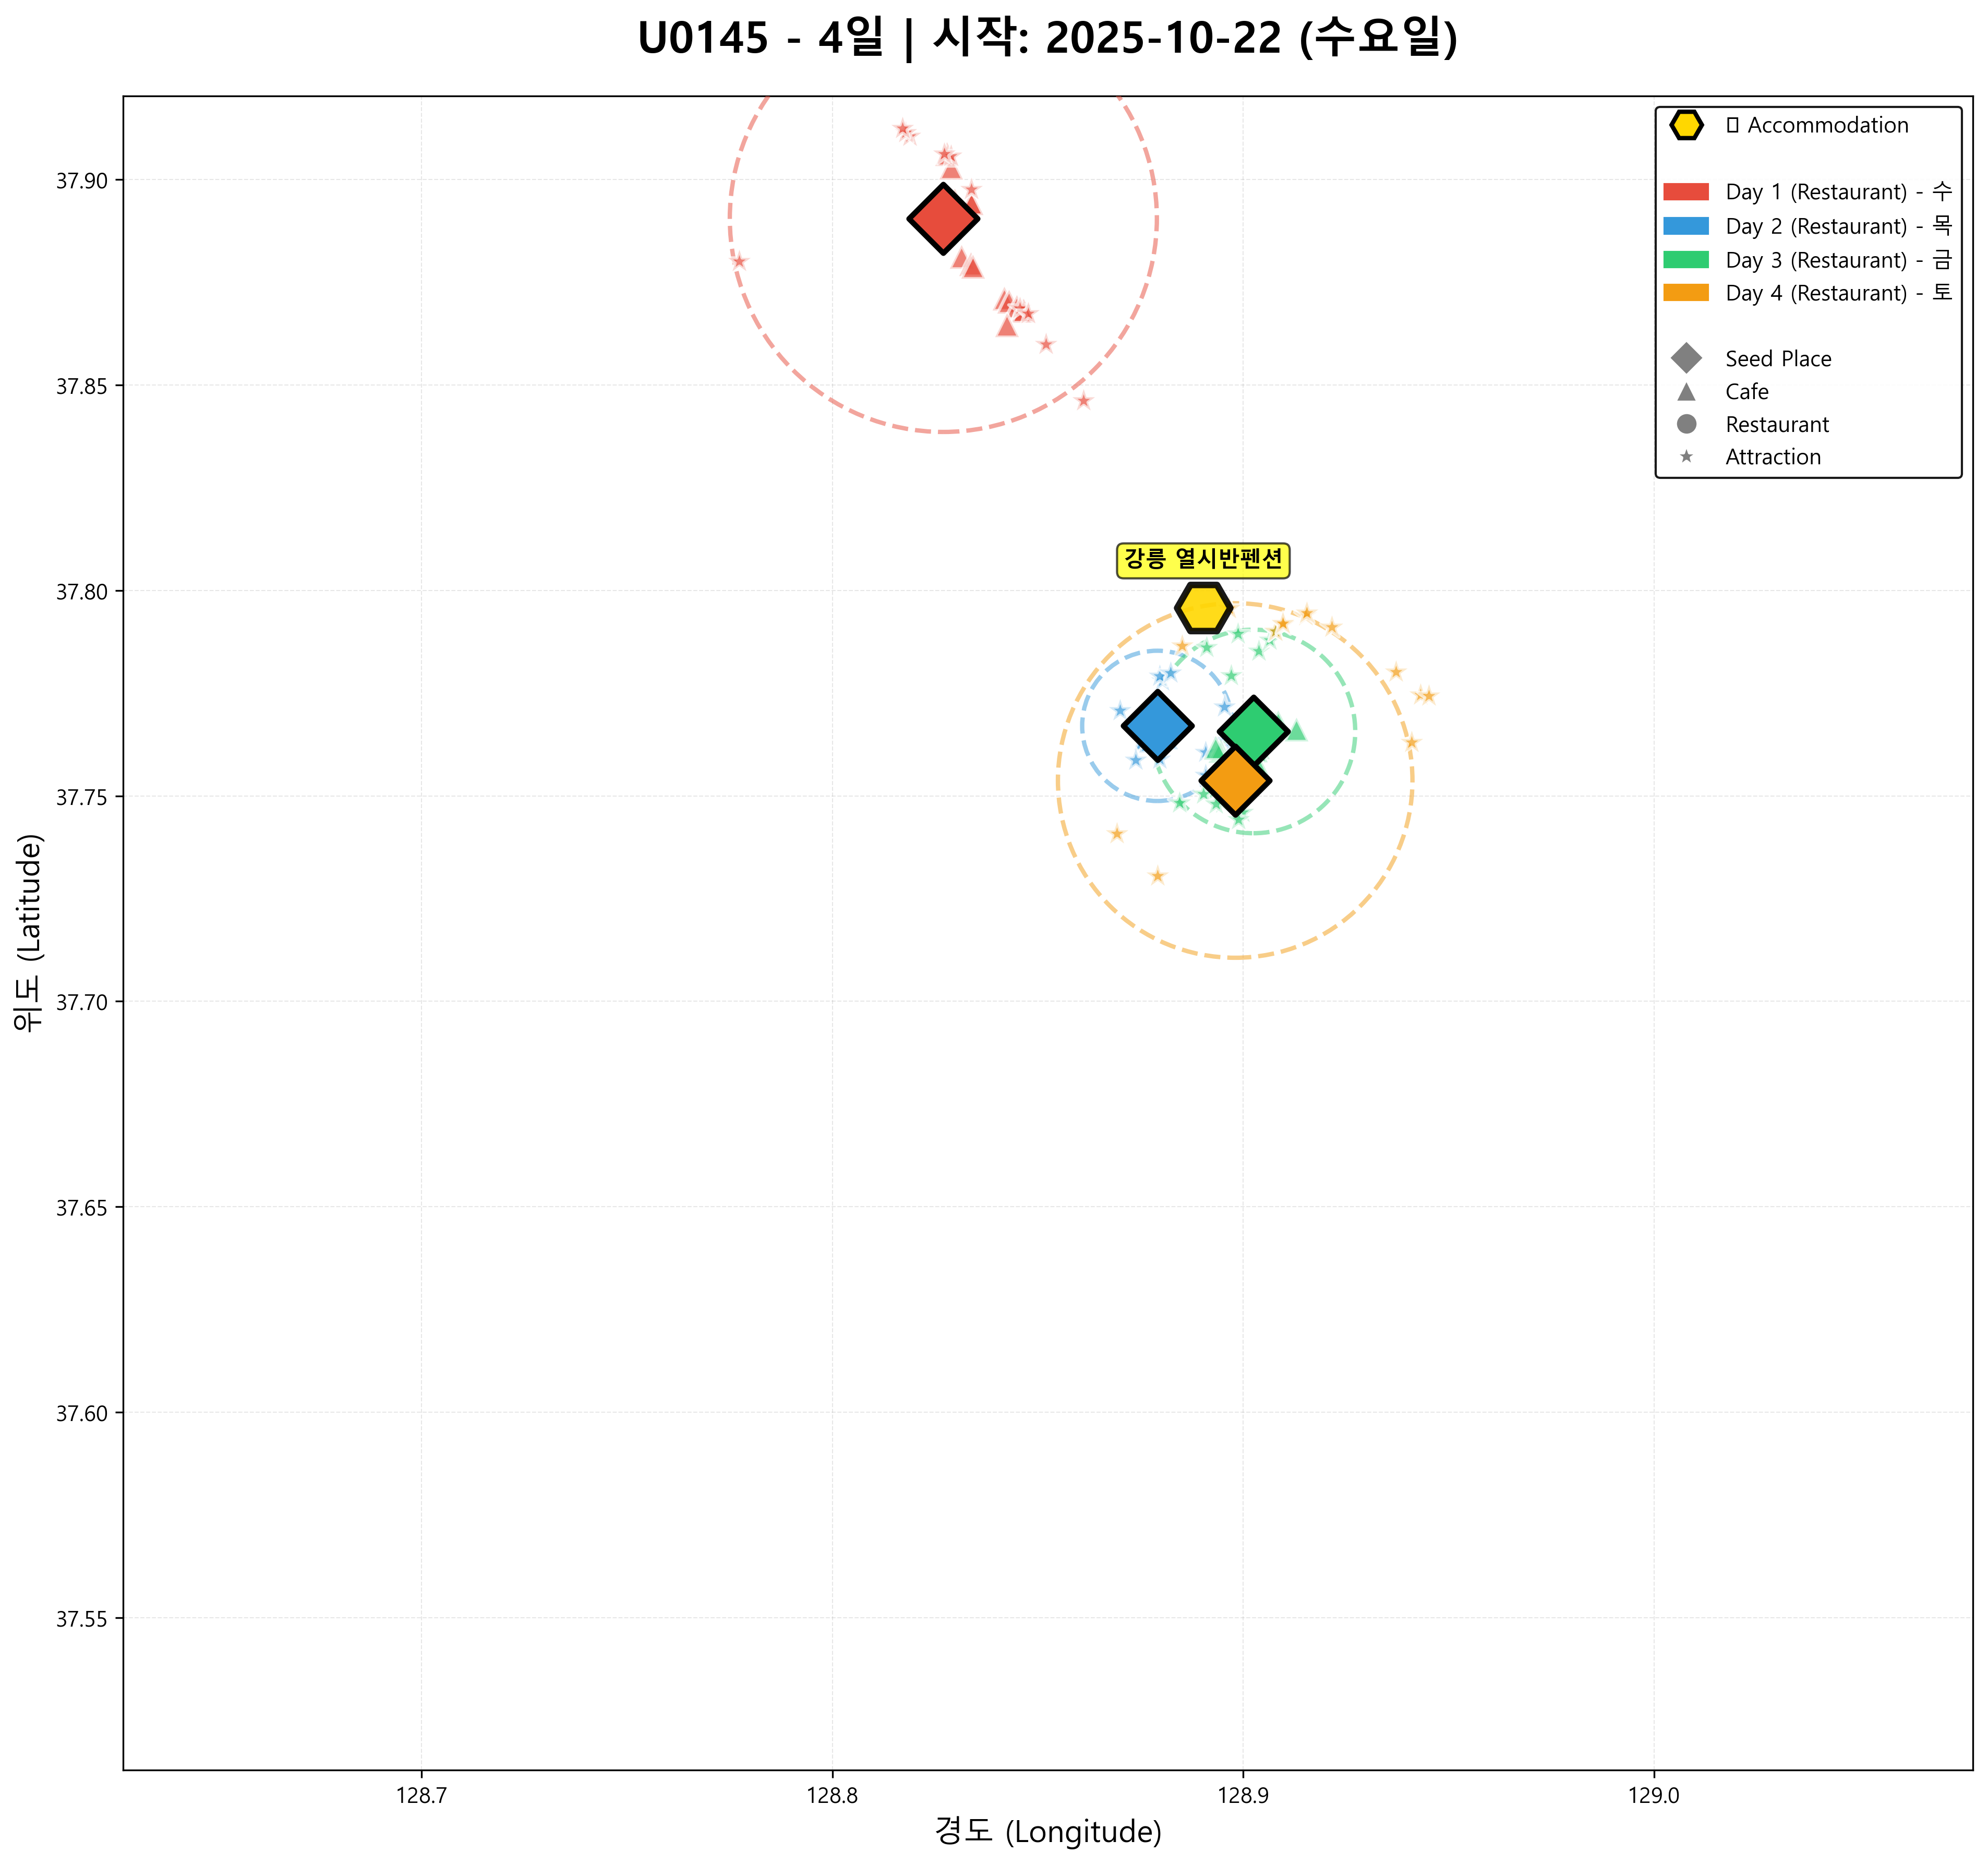 U0145 - 4일 | 시작: 2025-10-22 (수요일)
Accommodation
Day 1 (Restaurant) - 수
Day 2 (Restaurant) - 목
Day 3 (Restaurant) - 금
Day 4 (Restaurant) - 토
Seed Place
Cafe
Restaurant
Attraction
강릉 열시반펜션
37.90
37.85
37.80
37.75
37.70
37.65
37.60
37.55
위도 (Latitude)
128.7
128.8
128.9
129.0
경도 (Longitude)